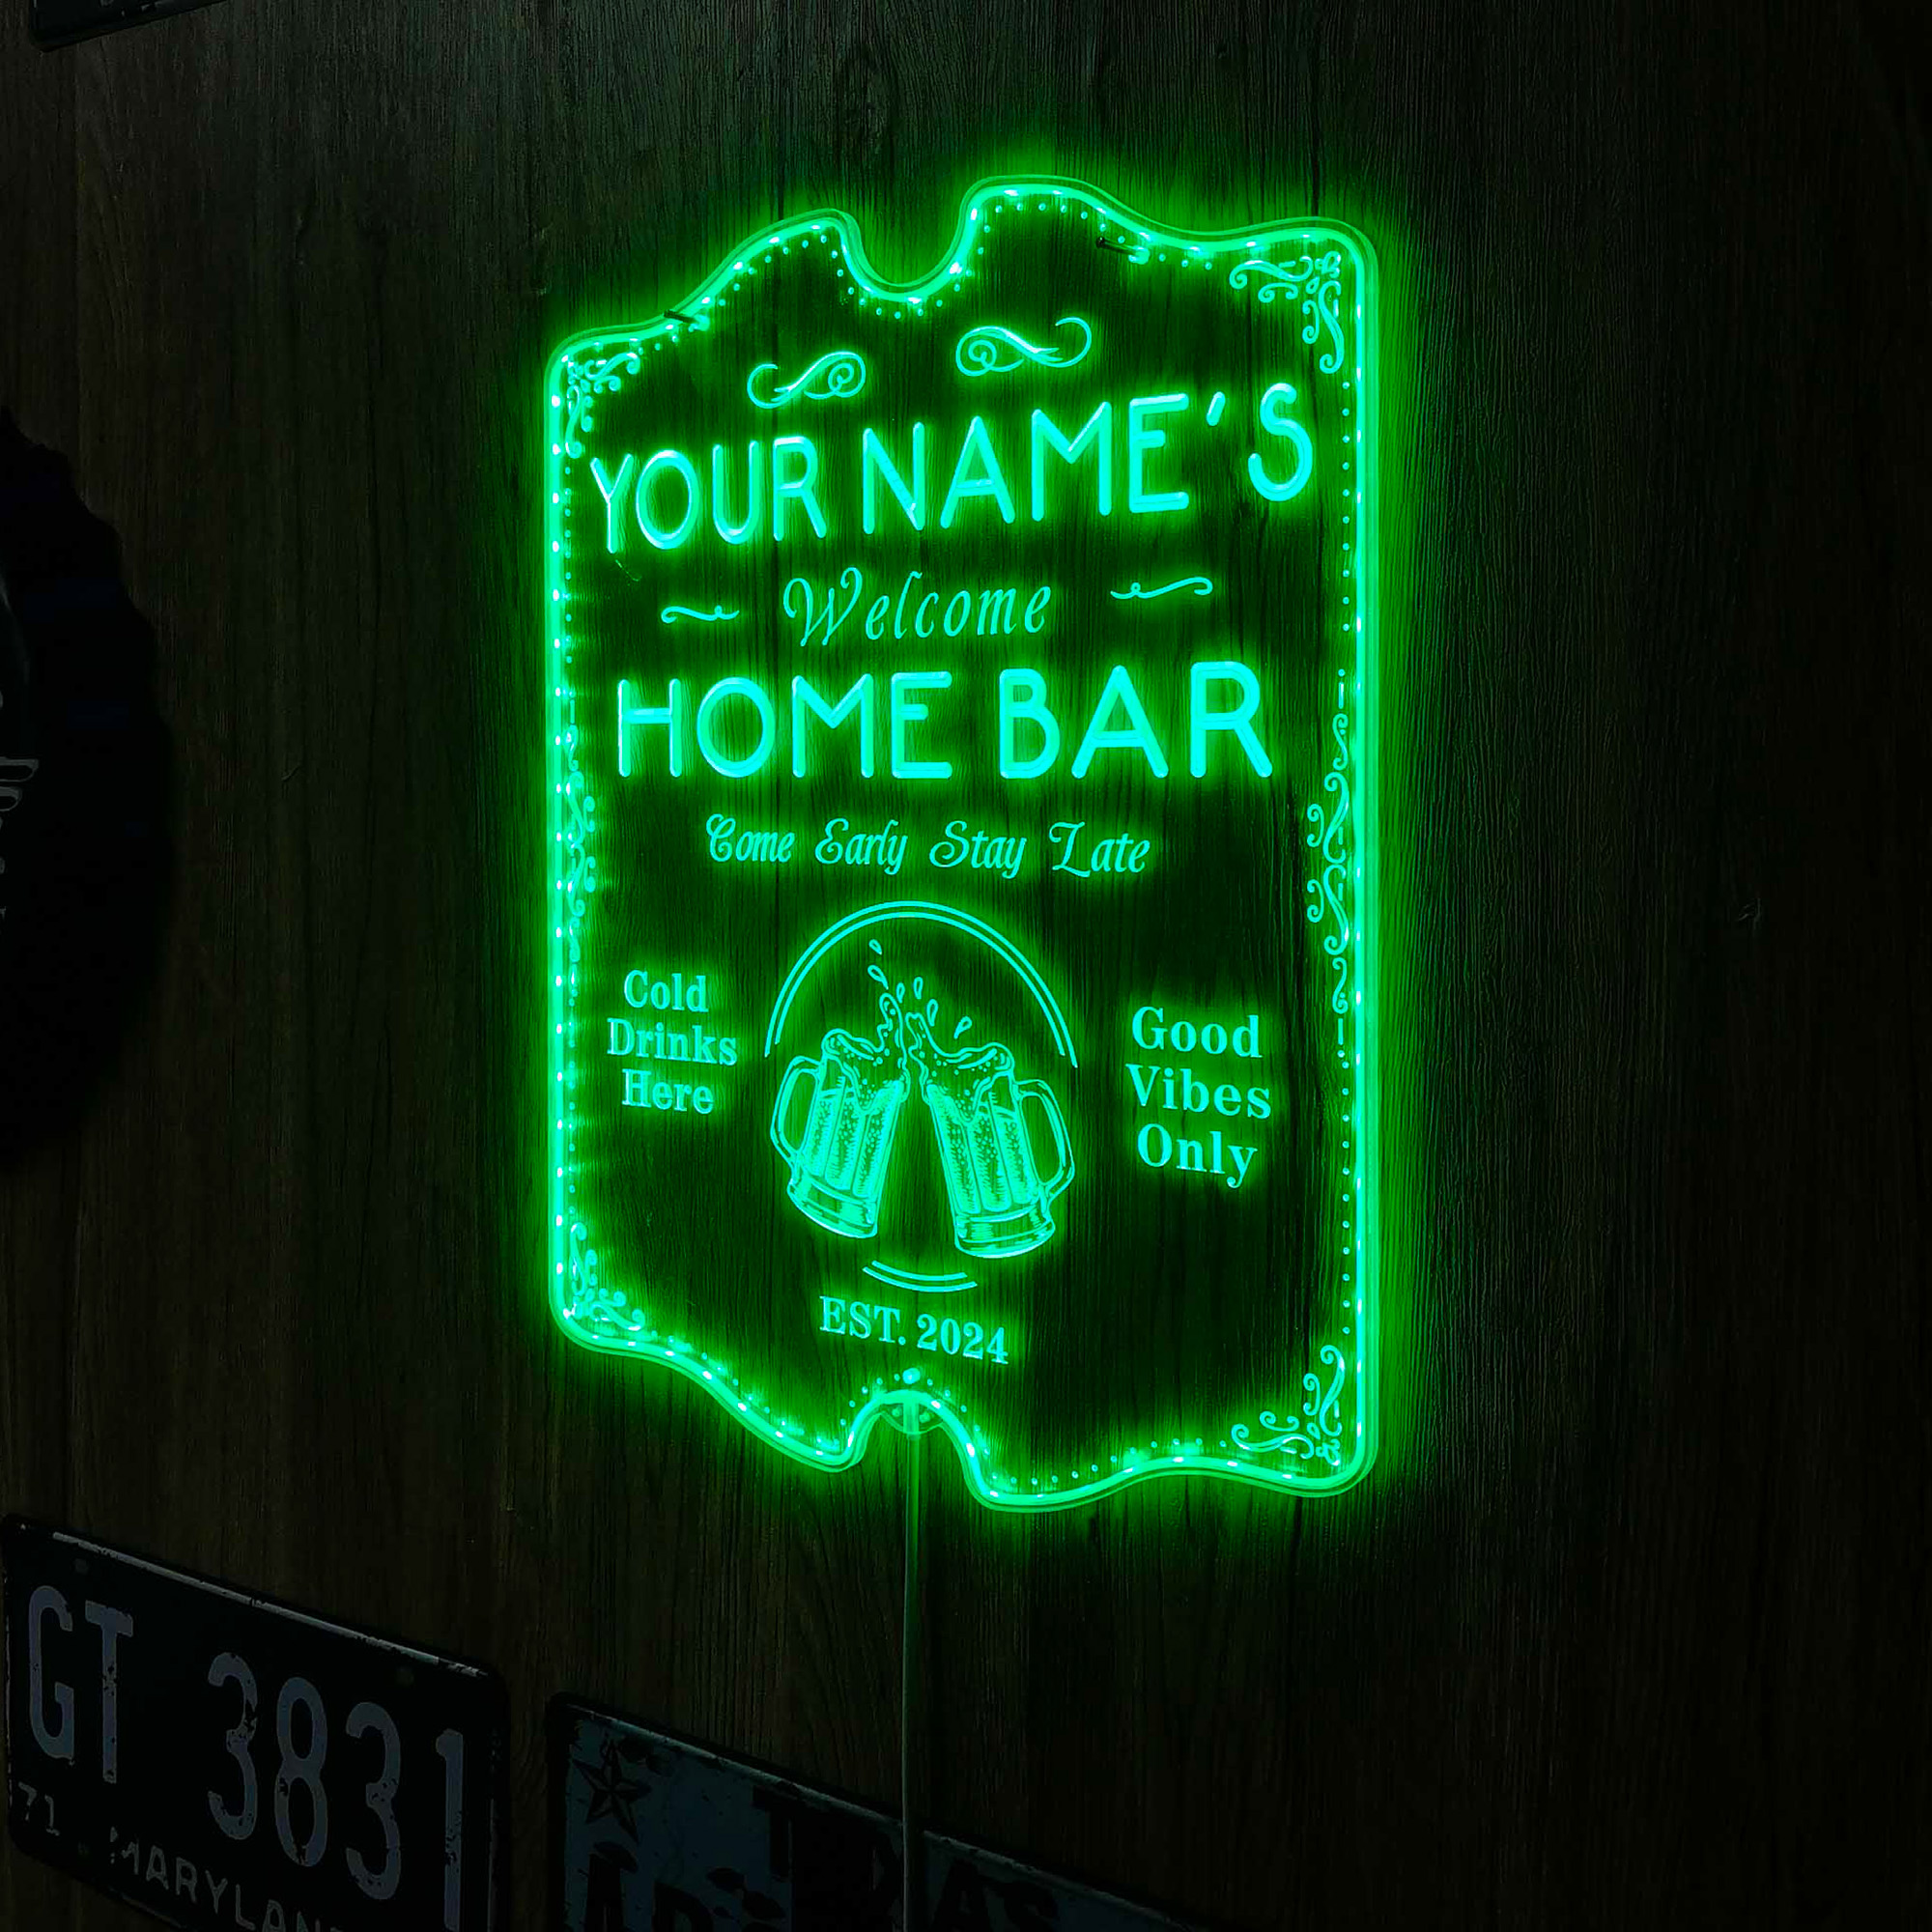 YOUR NAME'S
Welcome
HOME BAR
Come Early Stay Late
Cold
Drinks
Here
Good
Vibes
Only
EST. 2024
GT 3831
71 MARYLAND